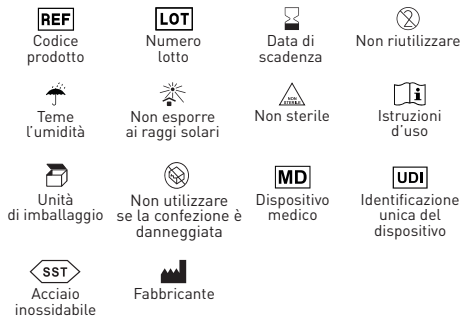 REF
Codice
prodotto
LOT
Numero
lotto
Data di
scadenza
2
Non riutilizzare
Teme
l'umidità
Non esporre
ai raggi solari
NON
STERILE
Non sterile
i
Istruzioni
d'uso
Unità
di imballaggio
Non utilizzare
se la confezione è
danneggiata
MD
Dispositivo
medico
UDI
Identificazione
unica del
dispositivo
SST
Acciaio
inossidabile
Fabbricante